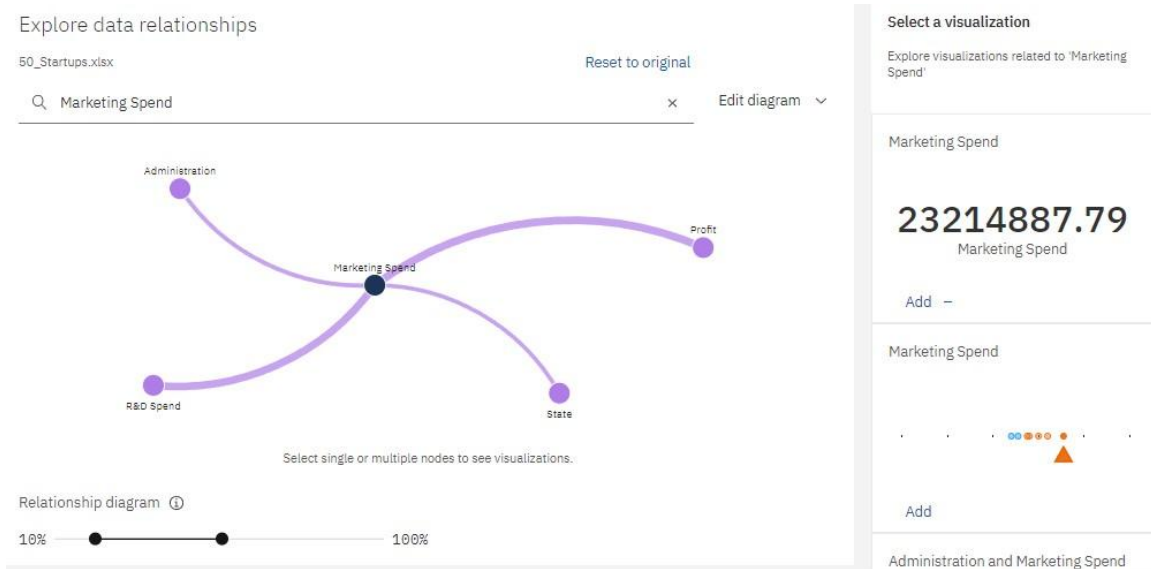 Explore data relationships
50_Startups.xlsx
Reset to original
Marketing Spend
Edit diagram
Administration
Profit
Marketing Spend
R&D Spend
State
Select single or multiple nodes to see visualizations.
Relationship diagram
10%
100%
Select a visualization
Explore visualizations related to 'Marketing
Spend'
Marketing Spend
23214887.79
Marketing Spend
Add
Marketing Spend
Add
Administration and Marketing Spend